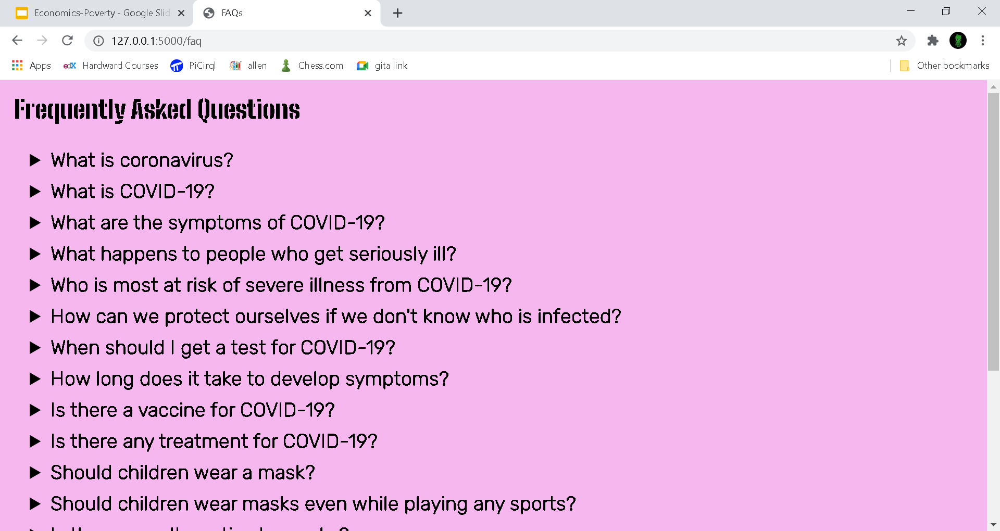 Economics-Poverty - Google Slid
FAQs
127.0.0.1:5000/faq
Apps
edX
Hardward Courses
PiCirql
allen
Chess.com
gita link
Other bookmarks
Frequently Asked Questions
What is coronavirus?
What is COVID-19?
What are the symptoms of COVID-19?
What happens to people who get seriously ill?
Who is most at risk of severe illness from COVID-19?
How can we protect ourselves if we don't know who is infected?
When should I get a test for COVID-19?
How long does it take to develop symptoms?
Is there a vaccine for COVID-19?
Is there any treatment for COVID-19?
Should children wear a mask?
Should children wear masks even while playing any sports?